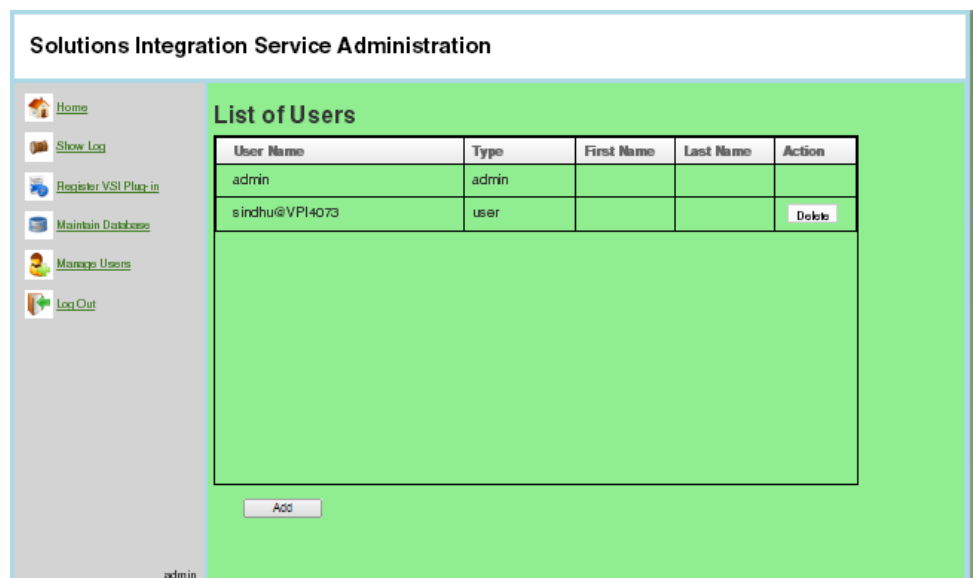 Solutions Integration Service Administration
Home
Show Log
Register VSI Plug-in
Maintain Database
Manage Users
Log Out
admin
List of Users
User Name Type First Name Last Name Action
admin admin
sindhu@VPI4073 user Delete
Add